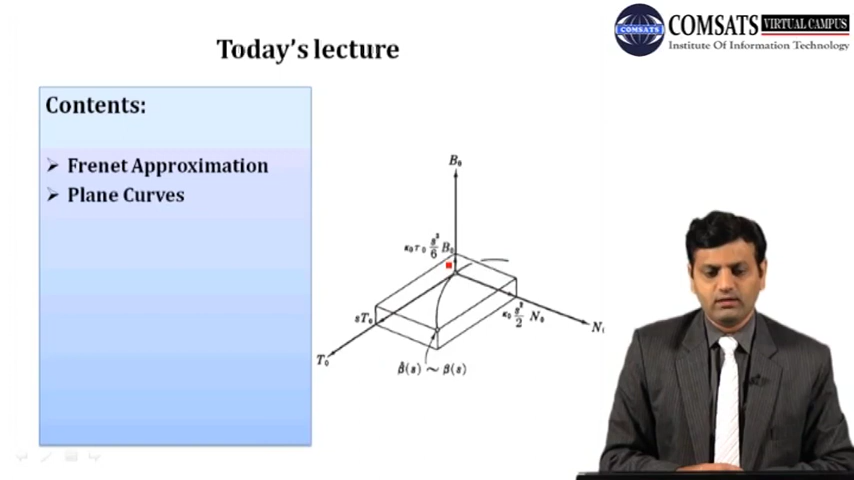 Today's lecture
COMSATS VIRTUAL CAMPUS
Institute Of Information Technology
COMSATS
Contents:
➢ Frenet Approximation
➢ Plane Curves
B₀
κ₀τ₀ s³/6 B₀
sT₀
κ₀ s²/2 N₀
N₀
T₀
β̂(s) ~ β(s)